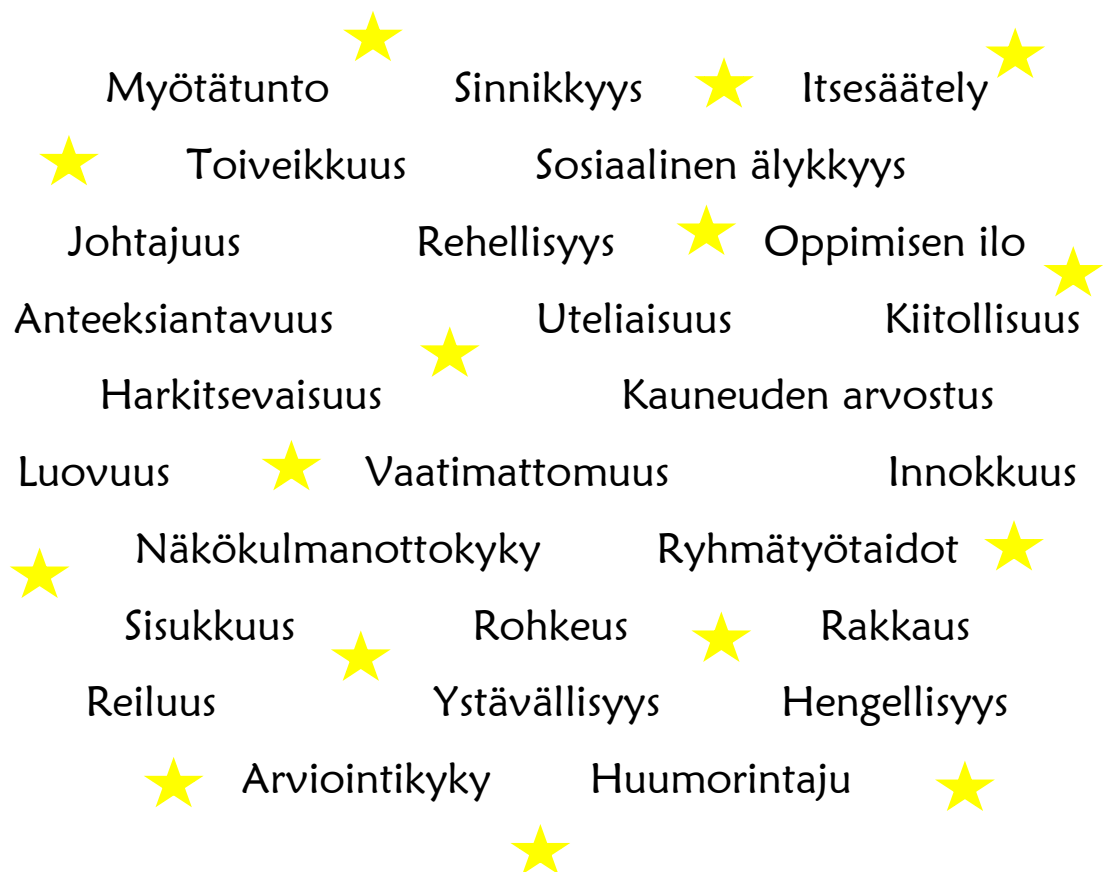 Myötätunto Sinnikkyys Itsesäätely
Toiveikkuus Sosiaalinen älykkyys
Johtajuus Rehellisyys Oppimisen ilo
Anteeksiantavuus Uteliaisuus Kiitollisuus
Harkitsevaisuus Kauneuden arvostus
Luovuus Vaatimattomuus Innokkuus
Näkökulmanottokyky Ryhmätyötaidot
Sisukkuus Rohkeus Rakkaus
Reiluus Ystävällisyys Hengellisyys
Arviointikyky Huumorintaju